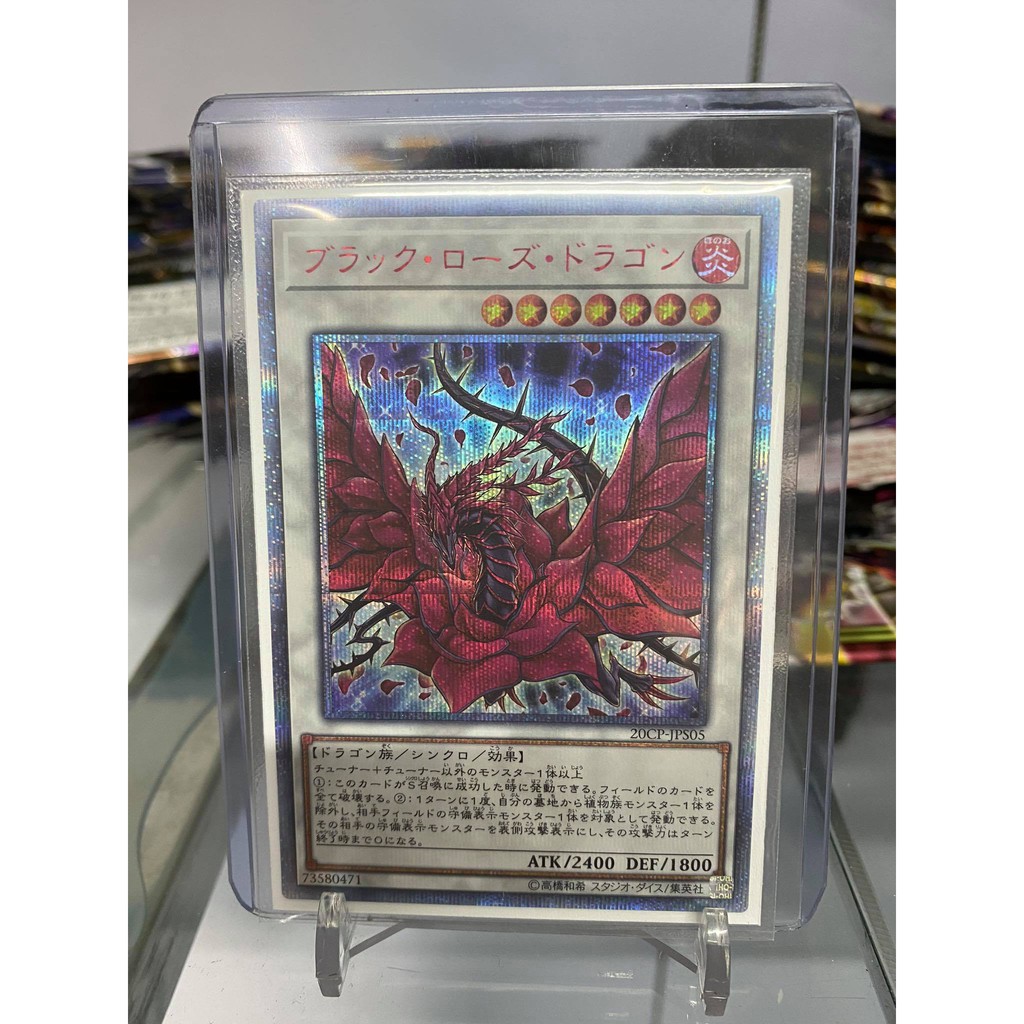 ブラック・ローズ・ドラゴン
ほのお
炎
20CP-JPS05
【ドラゴン族/シンクロ/効果】
チューナー+チューナー以外のモンスター1体以上
①:このカードがS召喚に成功した時に発動できる。フィールドのカードを
全て破壊する。②:1ターンに1度、自分の墓地から植物族モンスター1体を
除外し、相手フィールドの守備表示モンスター1体を対象として発動できる。
その相手の守備表示モンスターを表側攻撃表示にし、その攻撃力はターン
終了時まで0になる。
ATK/2400 DEF/1800
73580471
©高橋和希 スタジオ・ダイス/集英社